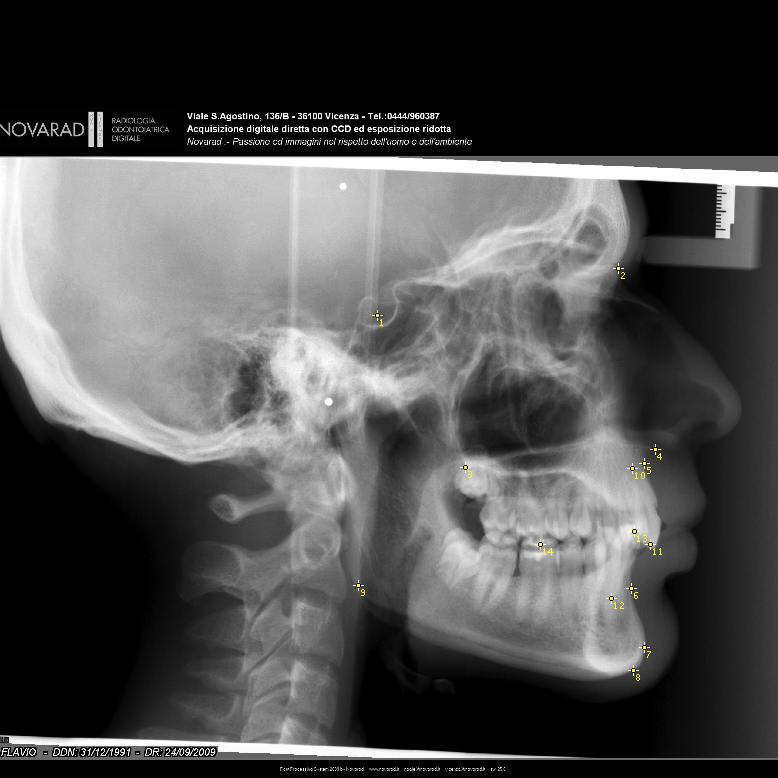 NOVARAD
RADIOLOGIA
ODONTOIATRICA
DIGITALE
Viale S.Agostino, 136/B - 36100 Vicenza - Tel.:0444/960387
Acquisizione digitale diretta con CCD ed esposizione ridotta
Novarad .- Passione ed immagini nel rispetto dell'uomo e dell'ambiente
2
1
4
5
10
11
14
6
12
9
7
8
FLAVIO - DDN: 31/12/1991 - DR: 24/09/2009